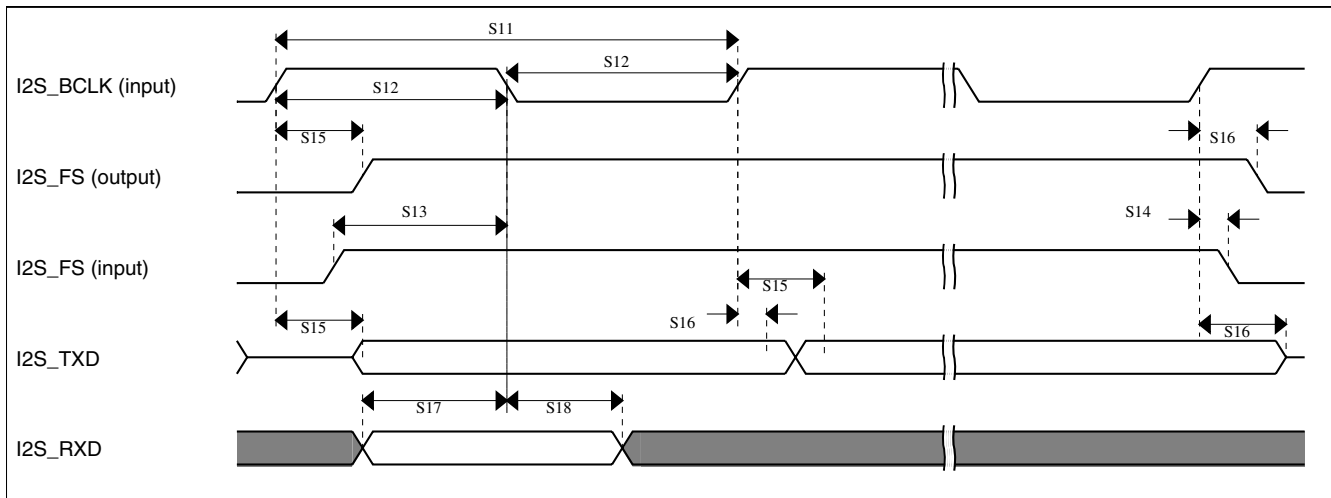 S11
I2S_BCLK (input)
S12
S12
S15
S16
I2S_FS (output)
S13
S14
I2S_FS (input)
S15
S16
S15
S16
I2S_TXD
S17
S18
I2S_RXD